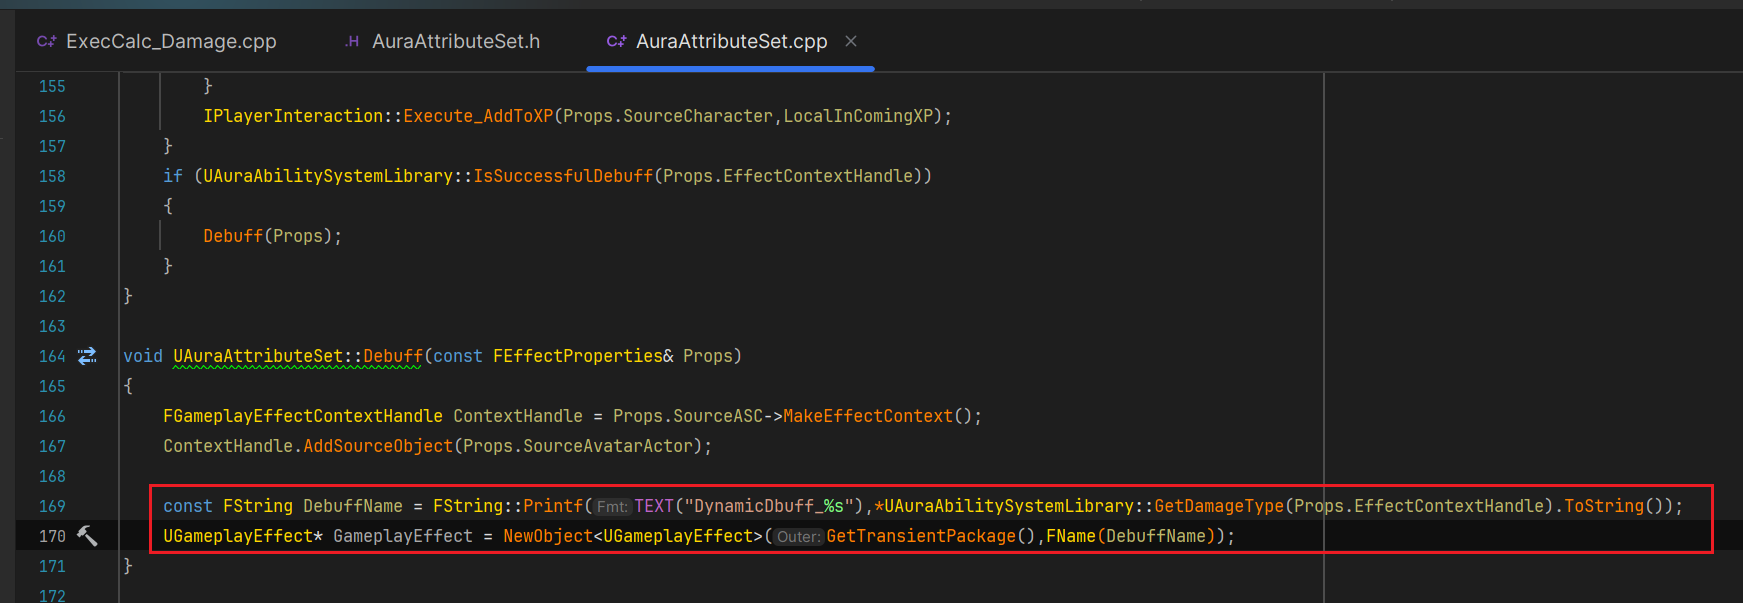 C++ ExecCalc_Damage.cpp .H AuraAttributeSet.h C++ AuraAttributeSet.cpp ×
155 }
156 IPlayerInteraction::Execute_AddToXP(Props.SourceCharacter,LocalInComingXP);
157 }
158 if (UAuraAbilitySystemLibrary::IsSuccessfulDebuff(Props.EffectContextHandle))
159 {
160 Debuff(Props);
161 }
162 }
163
164 void UAuraAttributeSet::Debuff(const FEffectProperties& Props)
165 {
166 FGameplayEffectContextHandle ContextHandle = Props.SourceASC->MakeEffectContext();
167 ContextHandle.AddSourceObject(Props.SourceAvatarActor);
168
169 const FString DebuffName = FString::Printf(Fmt:TEXT("DynamicDbuff_%s"),*UAuraAbilitySystemLibrary::GetDamageType(Props.EffectContextHandle).ToString());
170 UGameplayEffect* GameplayEffect = NewObject<UGameplayEffect>(Outer:GetTransientPackage(),FName(DebuffName));
171 }
172